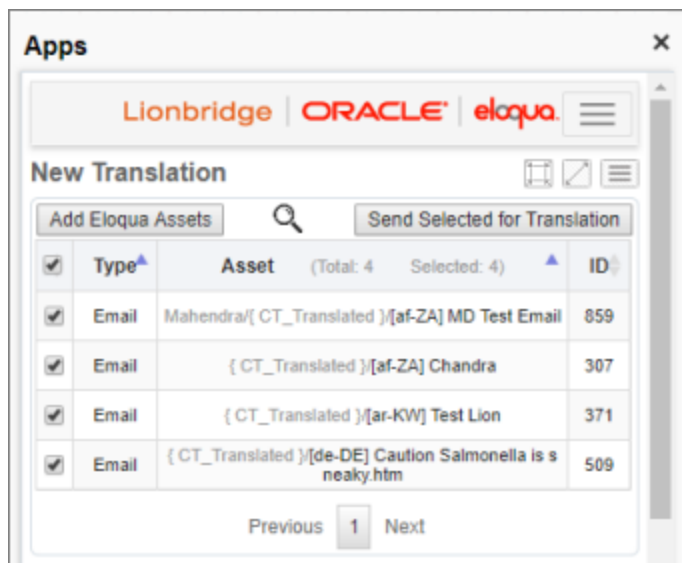 Apps
Lionbridge | ORACLE | eloqua.
New Translation
Add Eloqua Assets Send Selected for Translation
Type Asset (Total: 4 Selected: 4) ID
Email Mahendra/{ CT_Translated }/[af-ZA] MD Test Email 859
Email { CT_Translated }/[af-ZA] Chandra 307
Email { CT_Translated }/[ar-KW] Test Lion 371
Email { CT_Translated }/[de-DE] Caution Salmonella is s 509
neaky.htm
Previous 1 Next